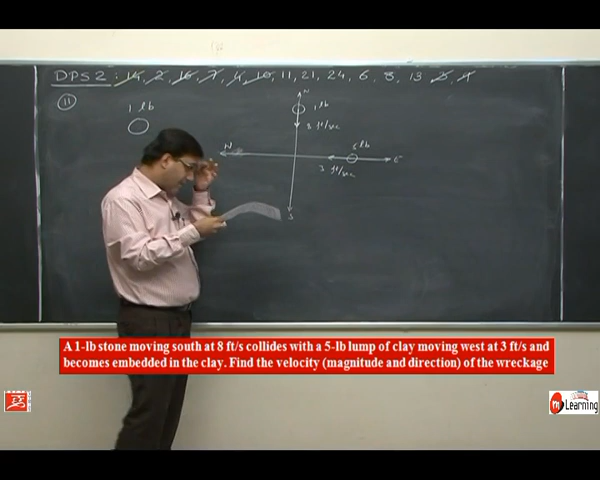 DPS 2 : 14, 2, 16, 7, 4, 10, 11, 21, 24, 6, 8, 13
11
1 lb
N
1 lb
8 ft/sec
5 lb
3 ft/sec
E
S
A 1-lb stone moving south at 8 ft/s collides with a 5-lb lump of clay moving west at 3 ft/s and
becomes embedded in the clay. Find the velocity (magnitude and direction) of the wreckage
Learning